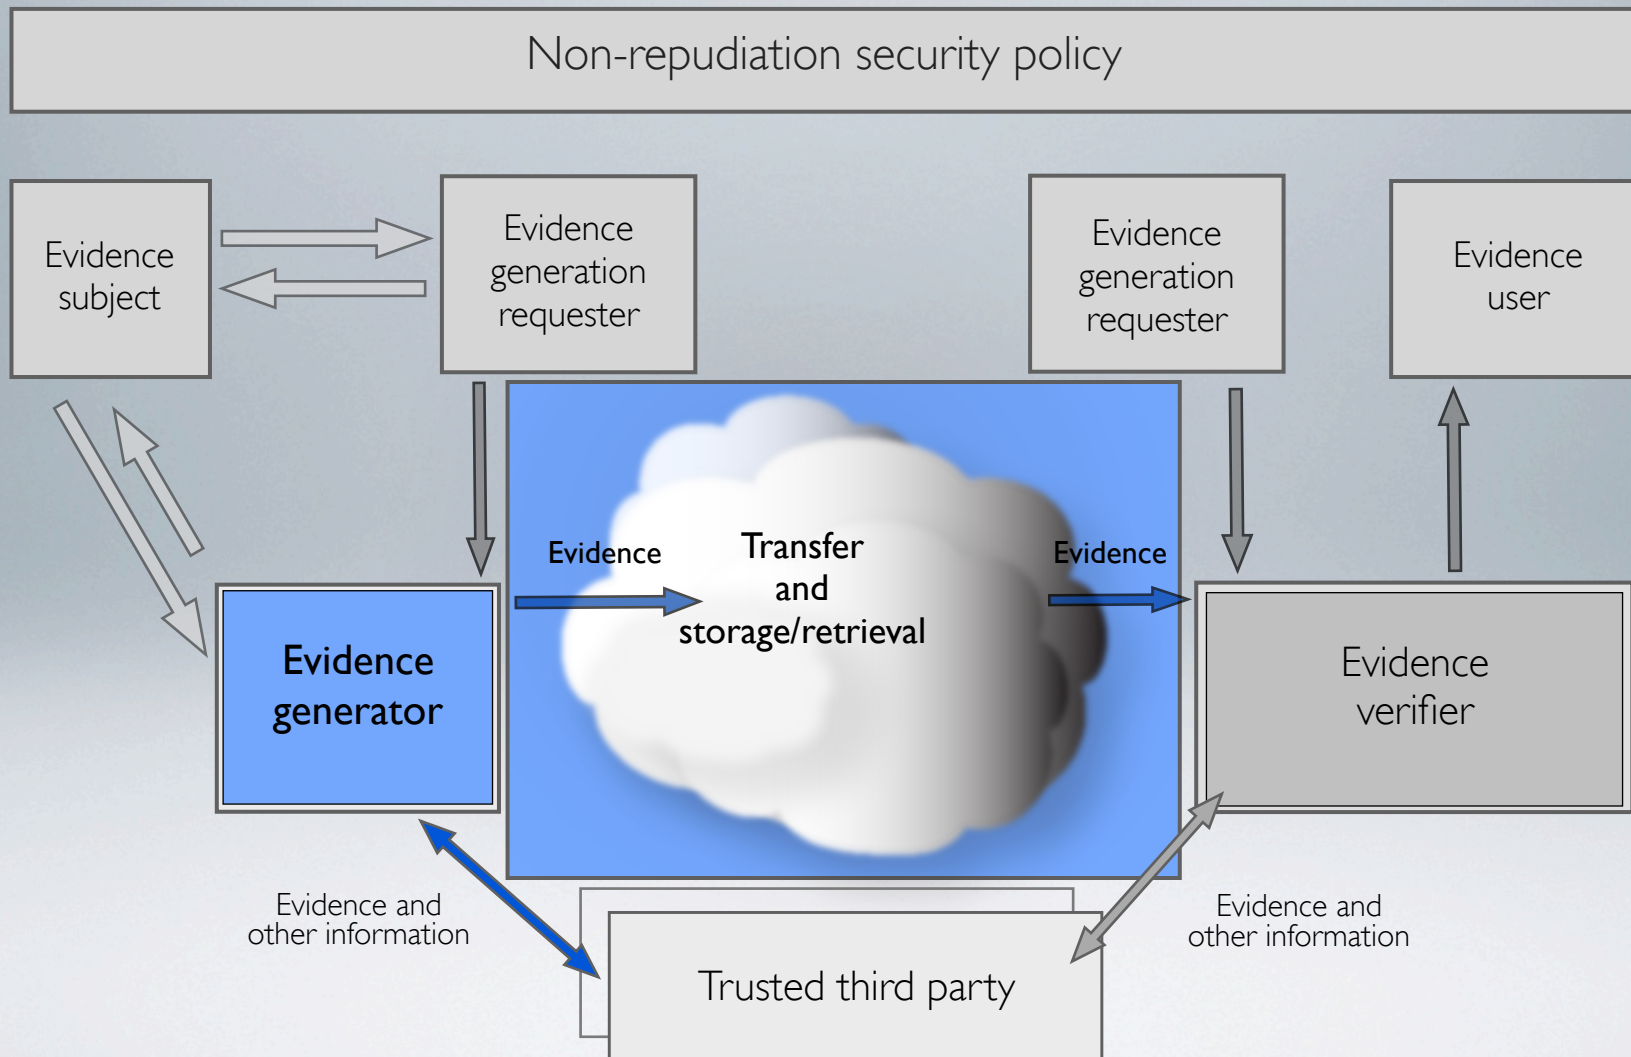 Non-repudiation security policy
Evidence
subject
Evidence
generation
requester
Evidence
generation
requester
Evidence
user
Evidence
Transfer
and
storage/retrieval
Evidence
Evidence
generator
Evidence
verifier
Evidence and
other information
Evidence and
other information
Trusted third party